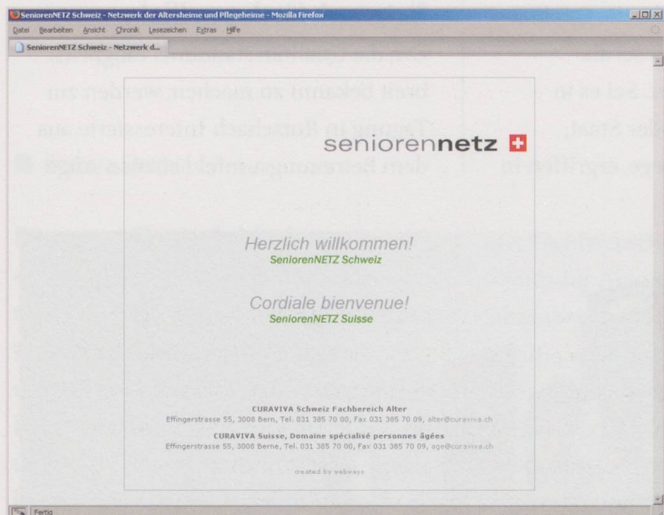 SeniorenNETZ Schweiz - Netzwerk der Altersheime und Pflegeheime - Mozilla Firefox
Datei Bearbeiten Ansicht Chronik Lesezeichen Extras Hilfe
SeniorenNETZ Schweiz - Netzwerk d...
seniorennetz
Herzlich willkommen!
SeniorenNETZ Schweiz
Cordiale bienvenue!
SeniorenNETZ Suisse
CURAVIVA Schweiz Fachbereich Alter
Effingerstrasse 55, 3008 Bern, Tel. 031 385 70 00, Fax 031 385 70 09, alter@curaviva.ch
CURAVIVA Suisse, Domaine spécialisé personnes âgées
Effingerstrasse 55, 3008 Berne, Tel. 031 385 70 00, Fax 031 385 70 09, age@curaviva.ch
created by webways
Fertig